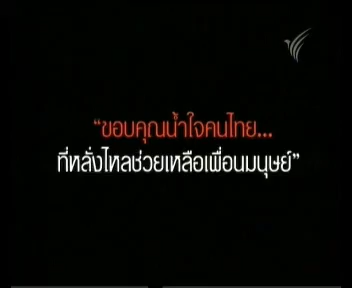 “ขอบคุณน้ำใจคนไทย...
ที่หลั่งไหลช่วยเหลือเพื่อนมนุษย์”